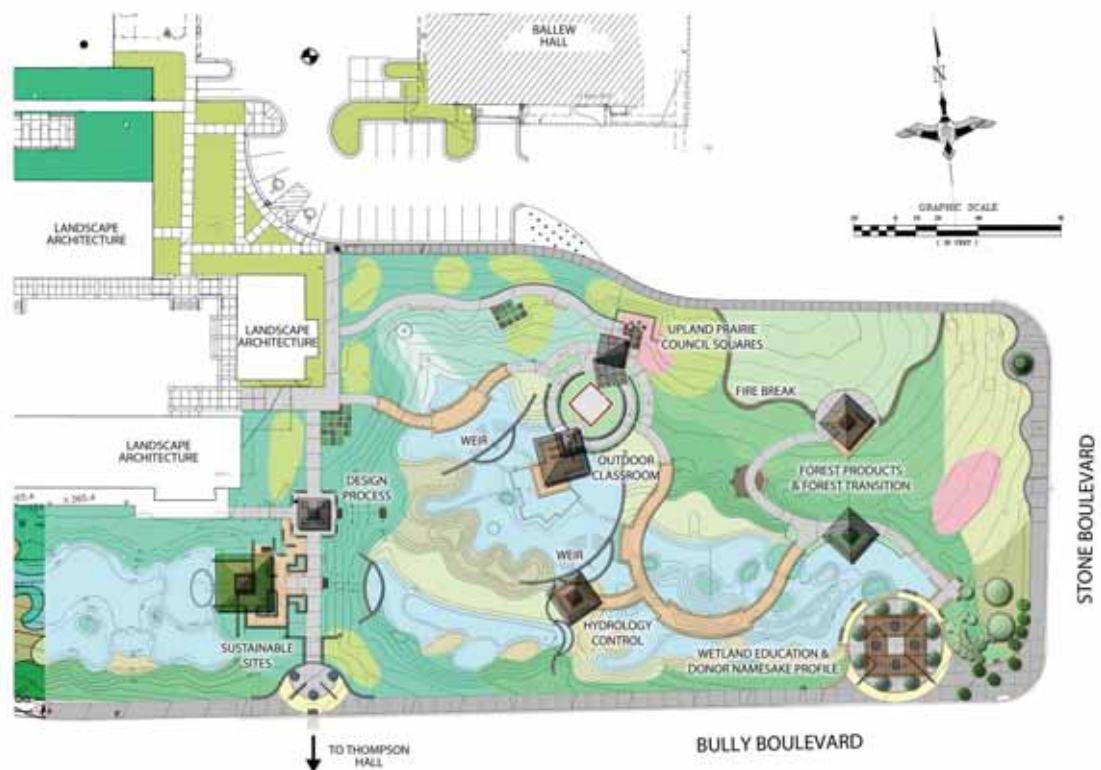 BALLEW
HALL
N
GRAPHIC SCALE
LANDSCAPE
ARCHITECTURE
LANDSCAPE
ARCHITECTURE
UPLAND PRAIRIE
COUNCIL SQUARES
FIRE BREAK
WEIR
LANDSCAPE
ARCHITECTURE
OUTDOOR
CLASSROOM
FOREST PRODUCTS
& FOREST TRANSITION
DESIGN
PROCESS
WEIR
STONE BOULEVARD
HYDROLOGY
CONTROL
SUSTAINABLE
SITES
WETLAND EDUCATION &
DONOR NAMESAKE PROFILE
BULLY BOULEVARD
TO THOMPSON
HALL